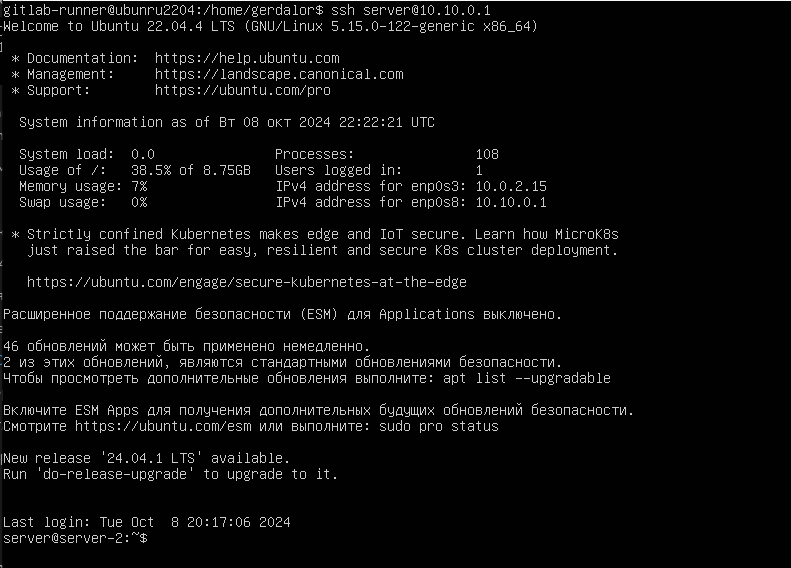 gitlab-runner@ubunru2204:/home/gerdalor$ ssh server@10.10.0.1
Welcome to Ubuntu 22.04.4 LTS (GNU/Linux 5.15.0-122-generic x86_64)
 * Documentation:  https://help.ubuntu.com
 * Management:     https://landscape.canonical.com
 * Support:        https://ubuntu.com/pro
  System information as of Вт 08 окт 2024 22:22:21 UTC
  System load:  0.0               Processes:               108
  Usage of /:   38.5% of 8.75GB   Users logged in:         1
  Memory usage: 7%                IPv4 address for enp0s3: 10.0.2.15
  Swap usage:   0%                IPv4 address for enp0s8: 10.10.0.1
 * Strictly confined Kubernetes makes edge and IoT secure. Learn how MicroK8s
   just raised the bar for easy, resilient and secure K8s cluster deployment.
   https://ubuntu.com/engage/secure-kubernetes-at-the-edge
Расширенное поддержание безопасности (ESM) для Applications выключено.
46 обновлений может быть применено немедленно.
2 из этих обновлений, являются стандартными обновлениями безопасности.
Чтобы просмотреть дополнительные обновления выполните: apt list --upgradable
Включите ESM Apps для получения дополнительных будущих обновлений безопасности.
Смотрите https://ubuntu.com/esm или выполните: sudo pro status
New release '24.04.1 LTS' available.
Run 'do-release-upgrade' to upgrade to it.
Last login: Tue Oct  8 20:17:06 2024
server@server-2:~$